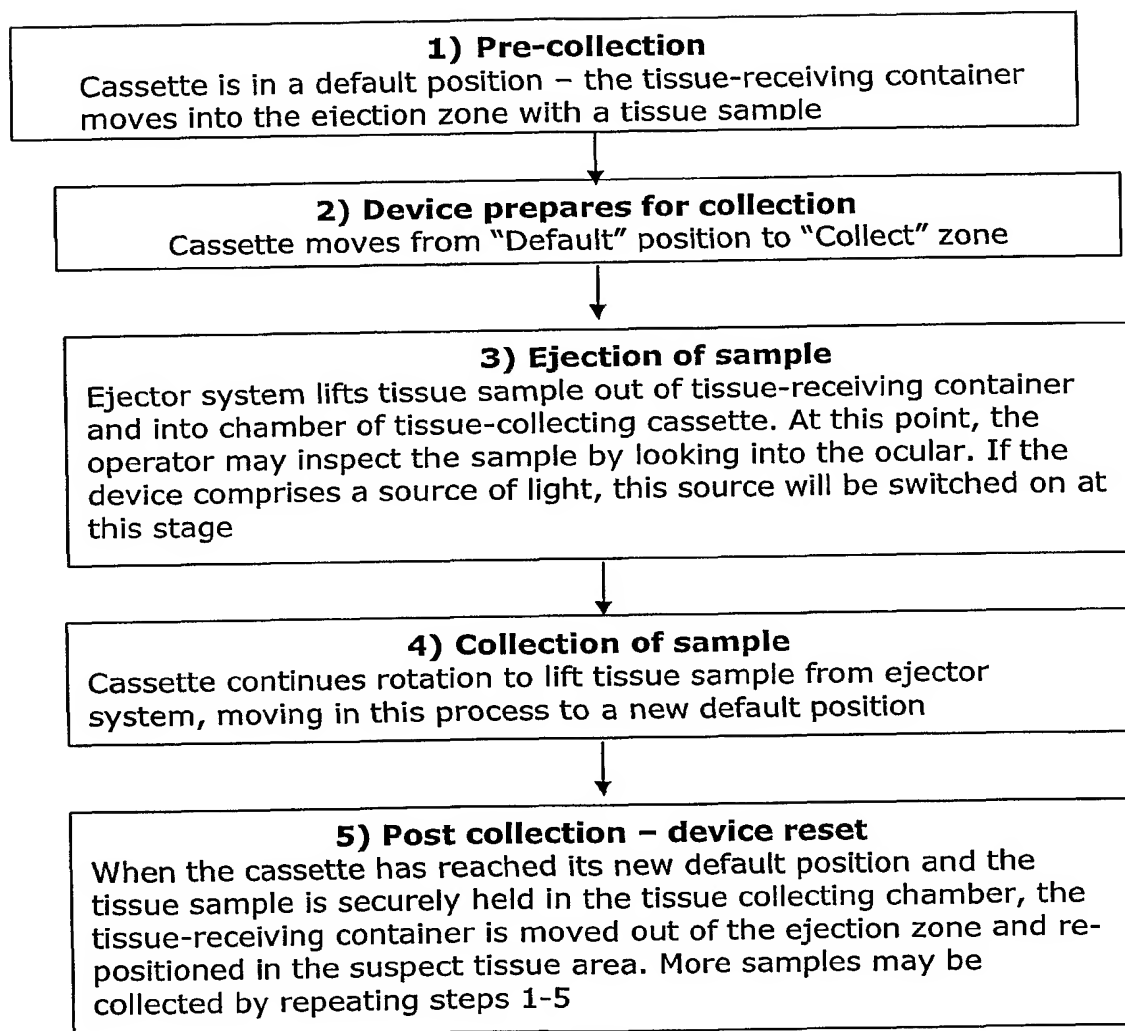 1) Pre-collection
Cassette is in a default position – the tissue-receiving container
moves into the ejection zone with a tissue sample
2) Device prepares for collection
Cassette moves from “Default” position to “Collect” zone
3) Ejection of sample
Ejector system lifts tissue sample out of tissue-receiving container
and into chamber of tissue-collecting cassette. At this point, the
operator may inspect the sample by looking into the ocular. If the
device comprises a source of light, this source will be switched on at
this stage
4) Collection of sample
Cassette continues rotation to lift tissue sample from ejector
system, moving in this process to a new default position
5) Post collection – device reset
When the cassette has reached its new default position and the
tissue sample is securely held in the tissue collecting chamber, the
tissue-receiving container is moved out of the ejection zone and re-
positioned in the suspect tissue area. More samples may be
collected by repeating steps 1-5